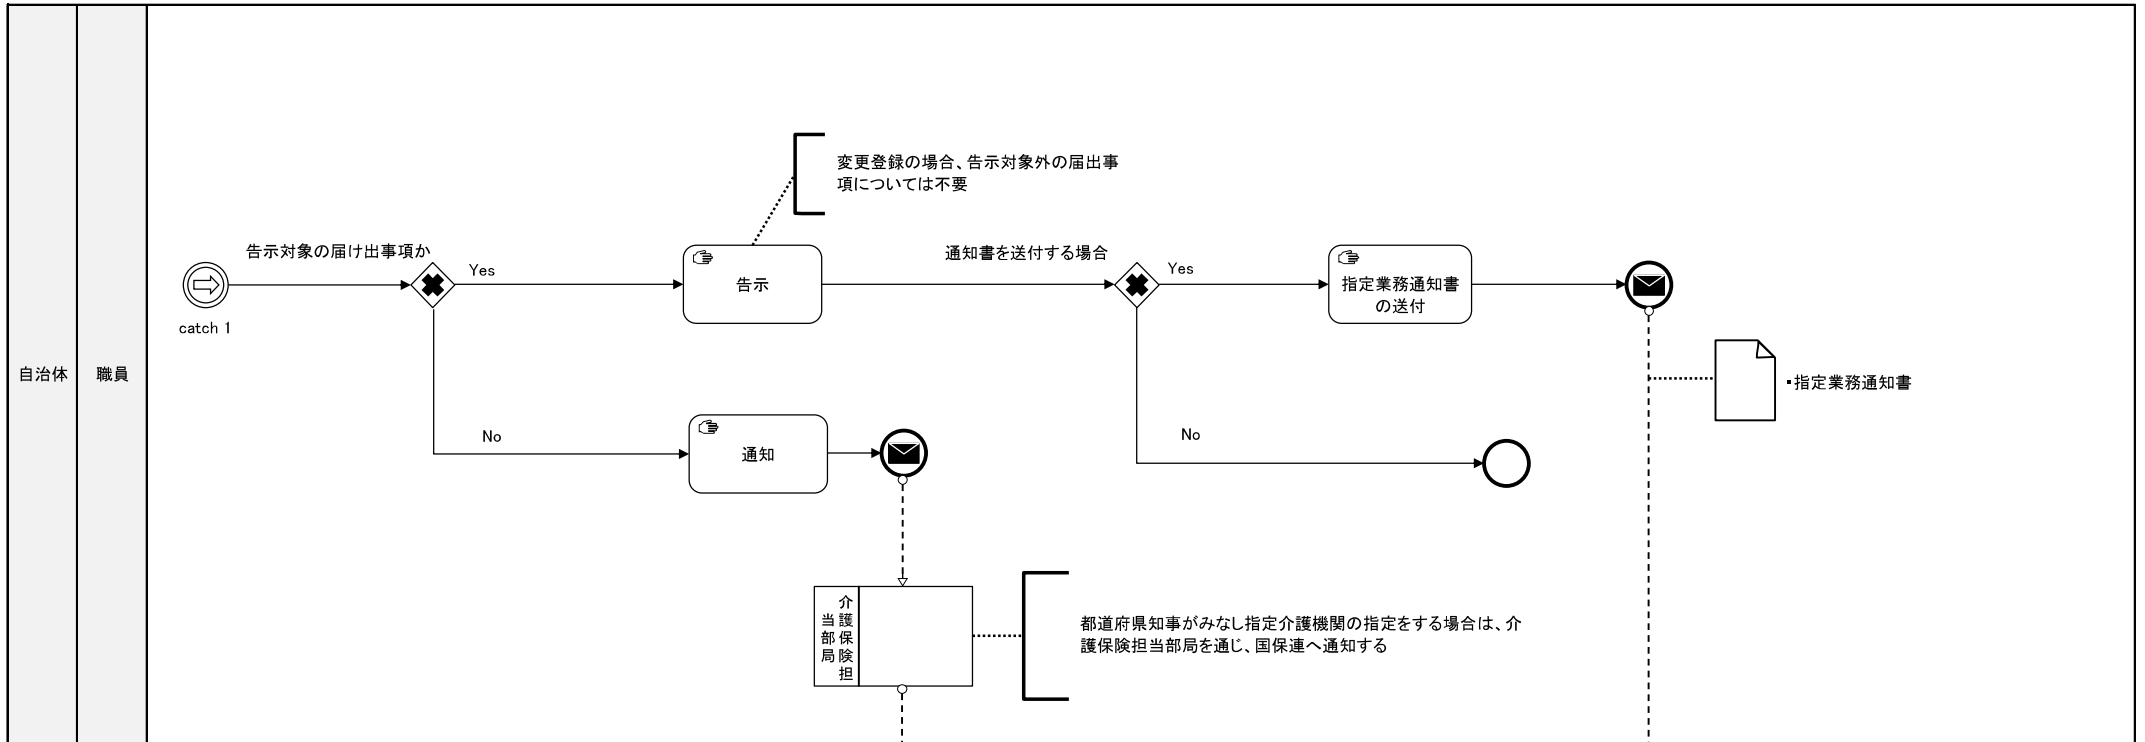 自治体
職員
変更登録の場合、告示対象外の届出事
項については不要
告示対象の届け出事項か
Yes
告示
通知書を送付する場合
Yes
指定業務通知書
の送付
catch 1
・指定業務通知書
No
通知
No
介護保険担
当部局
都道府県知事がみなし指定介護機関の指定をする場合は、介
護保険担当部局を通じ、国保連へ通知する